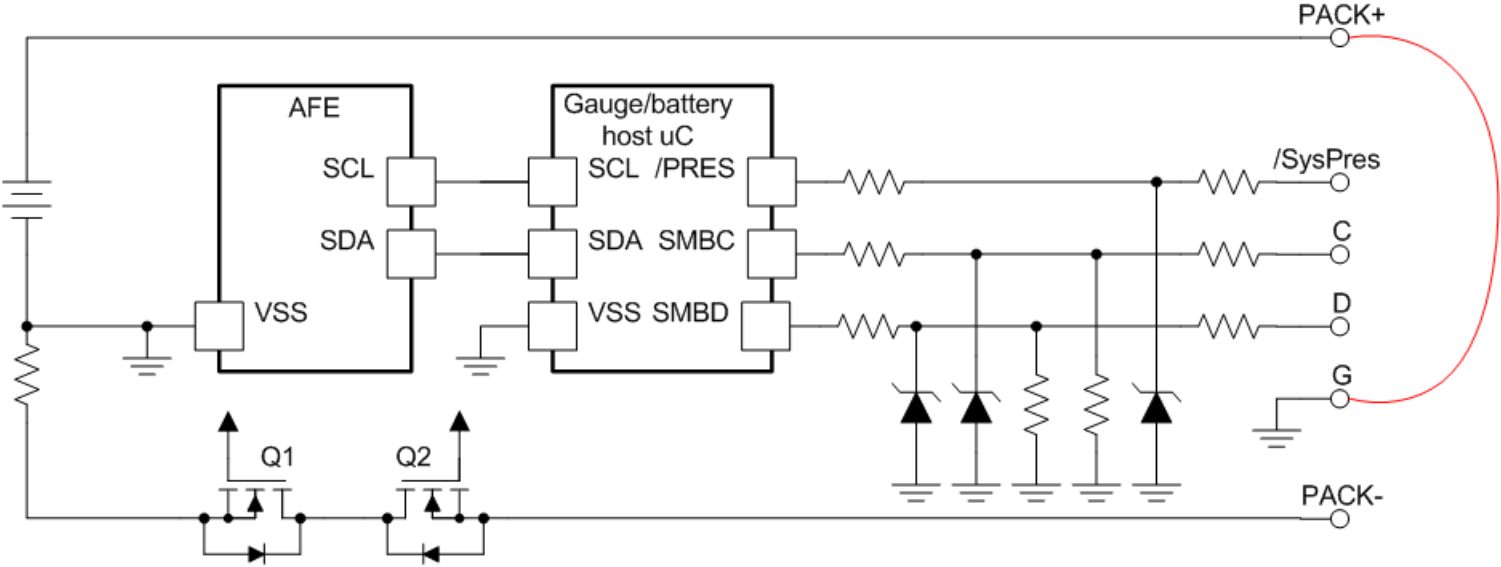 PACK+
AFE
Gauge/battery
host uC
SCL
SCL /PRES
/SysPres
SDA
SDA SMBC
C
VSS
VSS SMBD
D
G
Q1
Q2
PACK-